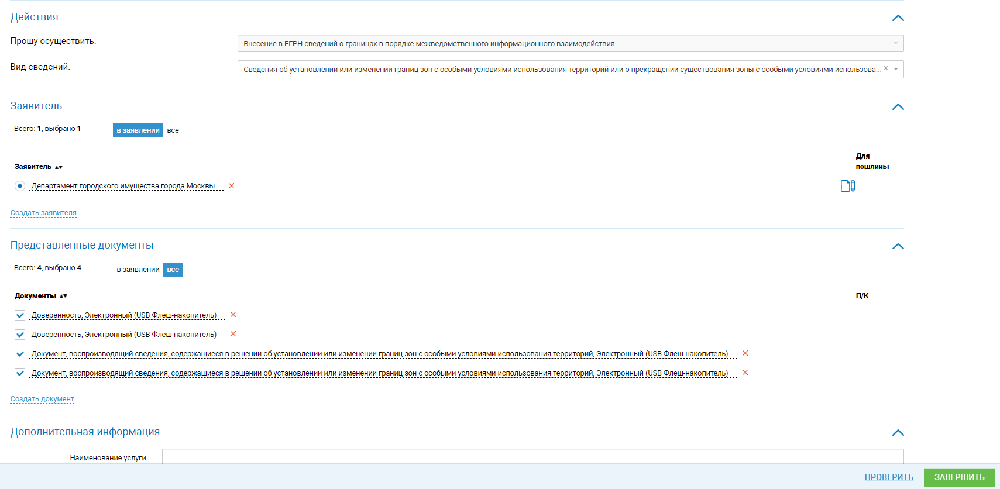 Действия
Прошу осуществить:
Внесение в ЕГРН сведений о границах в порядке межведомственного информационного взаимодействия
Вид сведений:
Сведения об установлении или изменении границ зон с особыми условиями использования территорий или о прекращении существования зоны с особыми условиями использова...
Заявитель
Всего: 1, выбрано 1 | в заявлении все
Заявитель
Для
пошлины
Департамент городского имущества города Москвы
Создать заявителя
Представленные документы
Всего: 4, выбрано 4 | в заявлении все
Документы П/К
Доверенность, Электронный (USB Флеш-накопитель)
Доверенность, Электронный (USB Флеш-накопитель)
Документ, воспроизводящий сведения, содержащиеся в решении об установлении или изменении границ зон с особыми условиями использования территорий, Электронный (USB Флеш-накопитель)
Документ, воспроизводящий сведения, содержащиеся в решении об установлении или изменении границ зон с особыми условиями использования территорий, Электронный (USB Флеш-накопитель)
Создать документ
Дополнительная информация
Наименование услуги
ПРОВЕРИТЬ ЗАВЕРШИТЬ